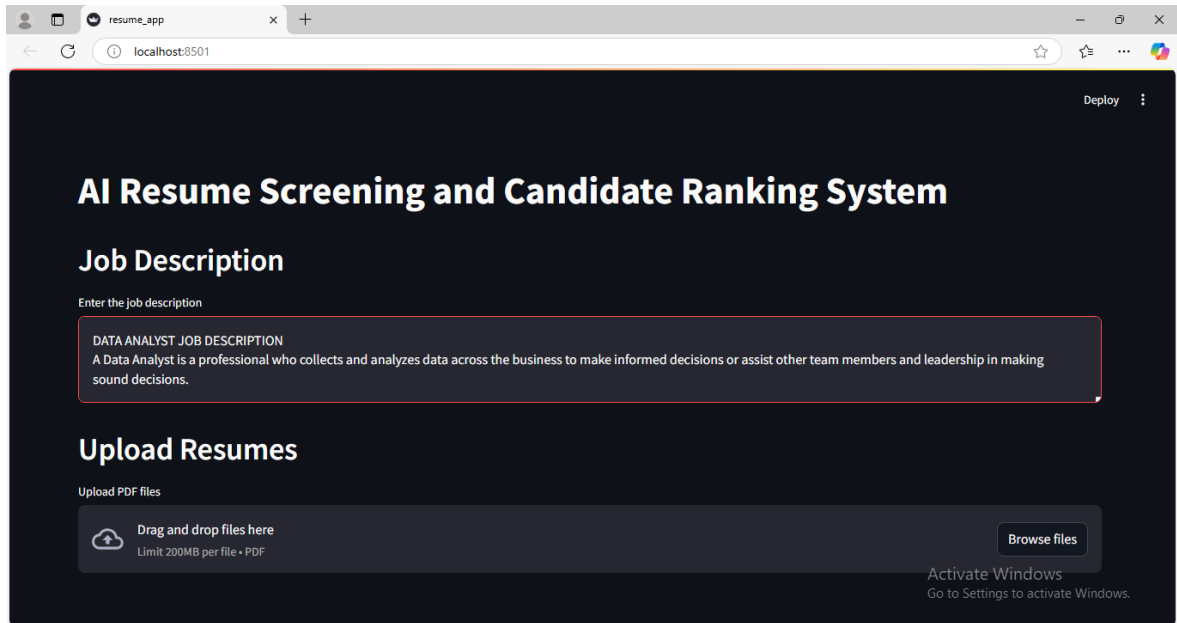 resume_app
localhost:8501
Deploy
AI Resume Screening and Candidate Ranking System
Job Description
Enter the job description
DATA ANALYST JOB DESCRIPTION
A Data Analyst is a professional who collects and analyzes data across the business to make informed decisions or assist other team members and leadership in making
sound decisions.
Upload Resumes
Upload PDF files
Drag and drop files here
Limit 200MB per file • PDF
Browse files
Activate Windows
Go to Settings to activate Windows.